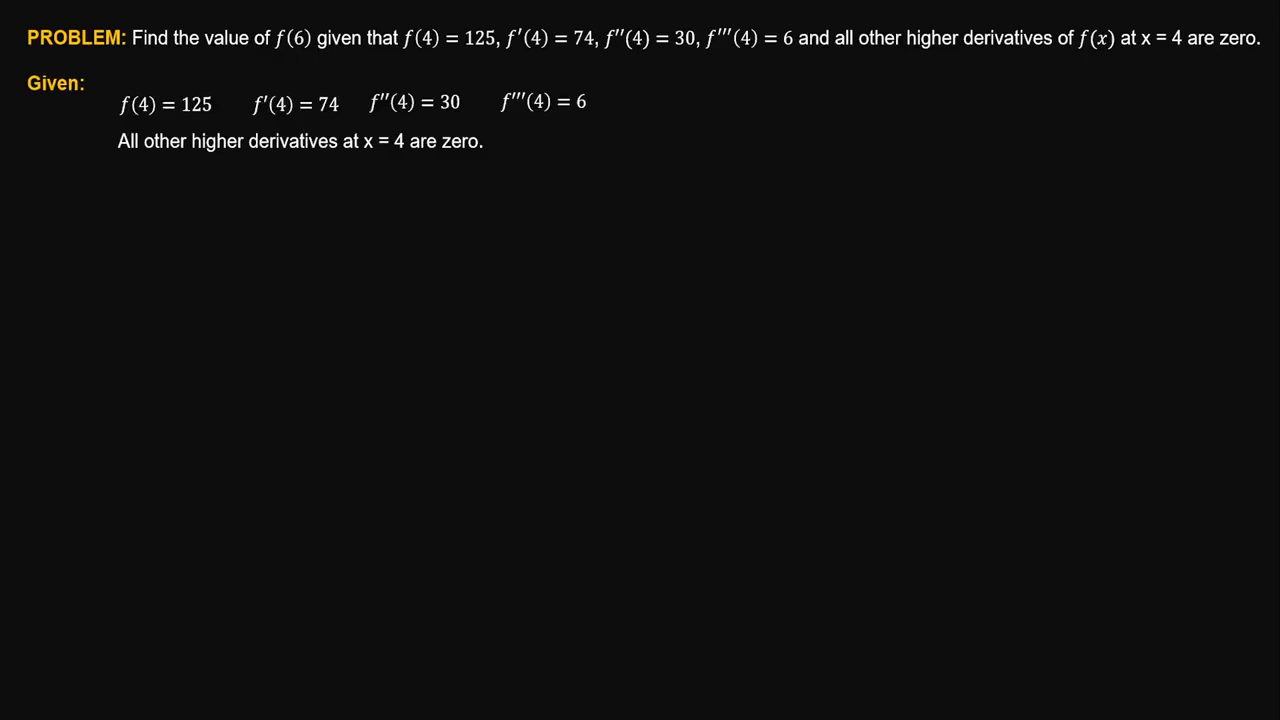 PROBLEM: Find the value of f(6) given that f(4) = 125, f′(4) = 74, f′′(4) = 30, f′′′(4) = 6 and all other higher derivatives of f(x) at x = 4 are zero.
Given:
f(4) = 125 f′(4) = 74 f′′(4) = 30 f′′′(4) = 6
All other higher derivatives at x = 4 are zero.